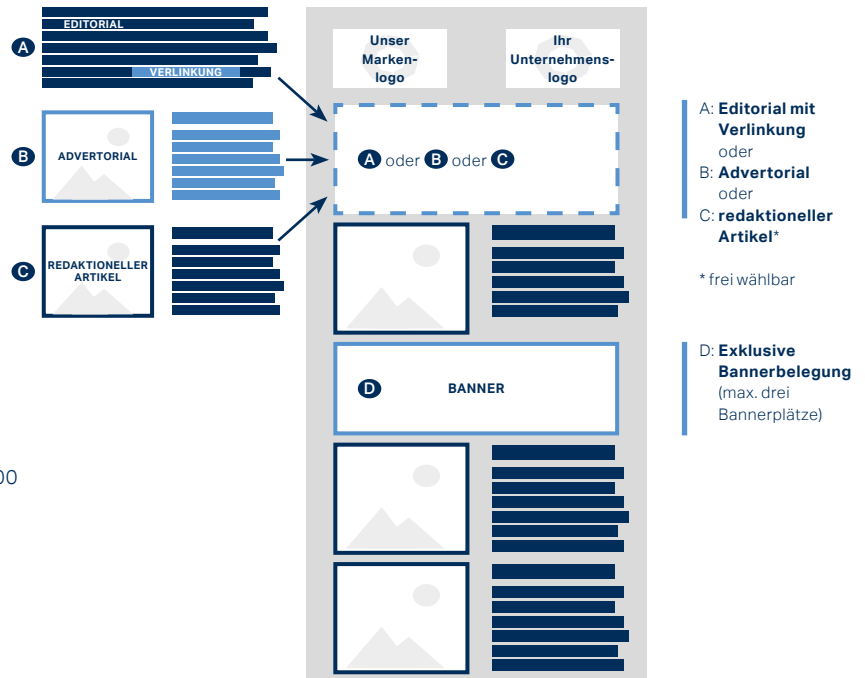 A
EDITORIAL
VERLINKUNG
B
ADVERTORIAL
C
REDAKTIONELLER
ARTIKEL
Unser
Marken-
logo
Ihr
Unternehmens-
logo
A oder B oder C
D BANNER
A: Editorial mit
Verlinkung
oder
B: Advertorial
oder
C: redaktioneller
Artikel*
* frei wählbar
D: Exklusive
Bannerbelegung
(max. drei
Bannerplätze)
00